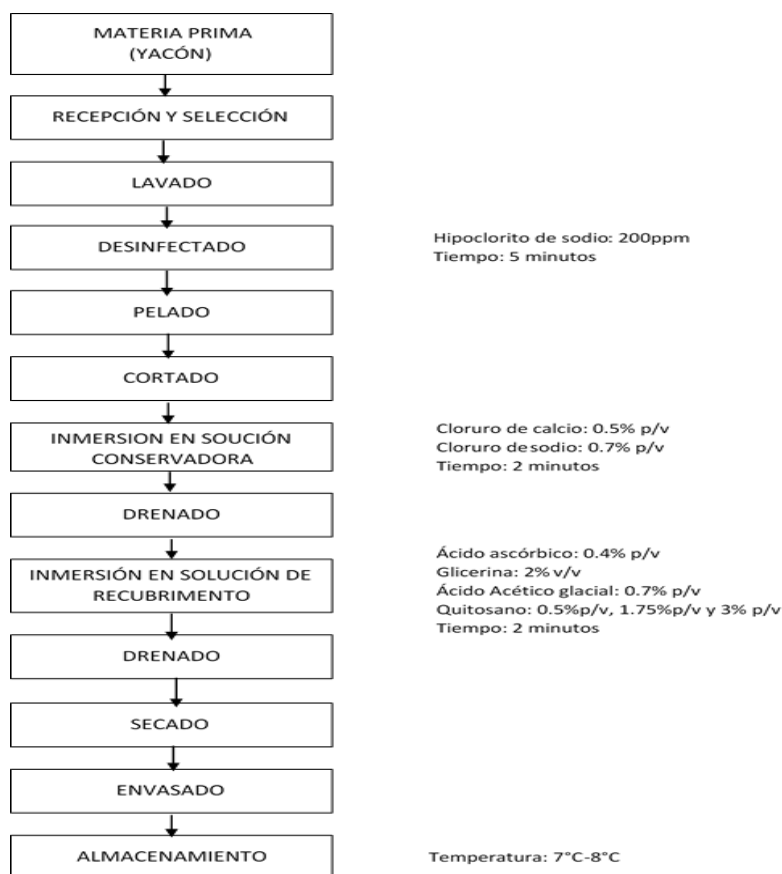 MATERIA PRIMA
(YACÓN)
RECEPCIÓN Y SELECCIÓN
LAVADO
DESINFECTADO
Hipoclorito de sodio: 200ppm
Tiempo: 5 minutos
PELADO
CORTADO
INMERSION EN SOUCIÓN
CONSERVADORA
Cloruro de calcio: 0.5% p/v
Cloruro de sodio: 0.7% p/v
Tiempo: 2 minutos
DRENADO
INMERSIÓN EN SOLUCIÓN DE
RECUBRIMENTO
Ácido ascórbico: 0.4% p/v
Glicerina: 2% v/v
Ácido Acético glacial: 0.7% p/v
Quitosano: 0.5%p/v, 1.75%p/v y 3% p/v
Tiempo: 2 minutos
DRENADO
SECADO
ENVASADO
ALMACENAMIENTO
Temperatura: 7°C-8°C